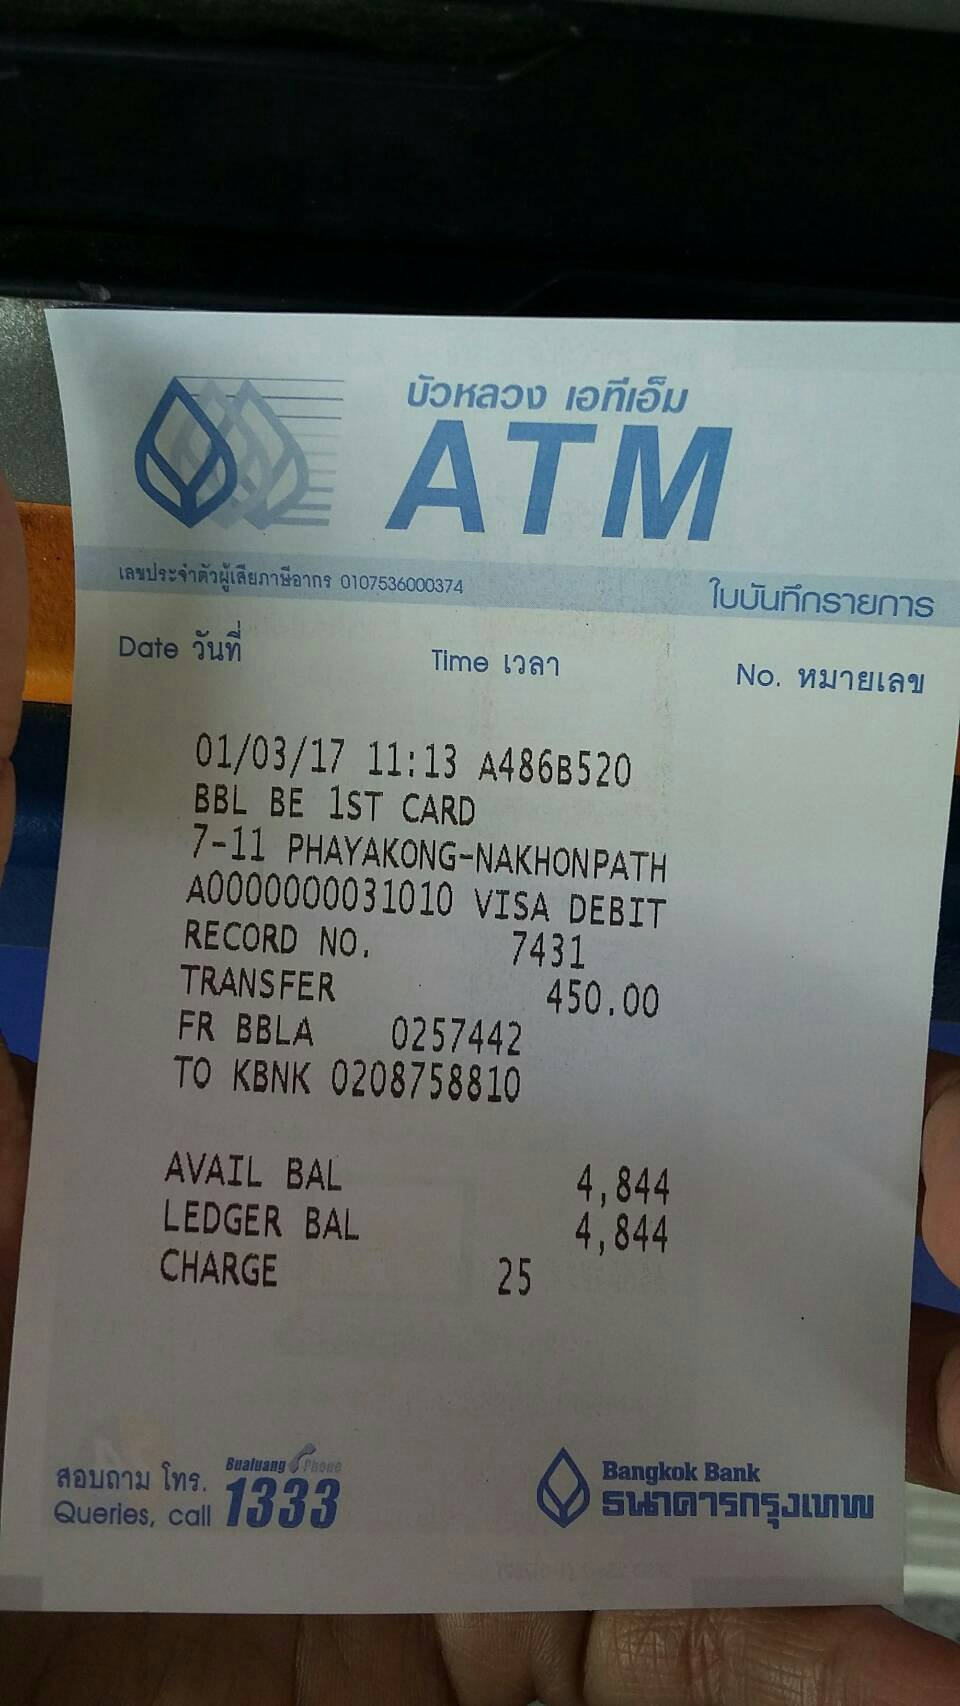 บัวหลวง เอทีเอ็ม
ATM
เลขประจำตัวผู้เสียภาษีอากร 0107536000374 ใบบันทึกรายการ
Date วันที่ Time เวลา No. หมายเลข
01/03/17 11:13 A486B520
BBL BE 1ST CARD
7-11 PHAYAKONG-NAKHONPATH
A0000000031010 VISA DEBIT
RECORD NO. 7431
TRANSFER 450.00
FR BBLA 0257442
TO KBNK 0208758810
AVAIL BAL 4,844
LEDGER BAL 4,844
CHARGE 25
สอบถาม โทร.
Queries, call
Bualuang Phone
1333
Bangkok Bank
ธนาคารกรุงเทพ